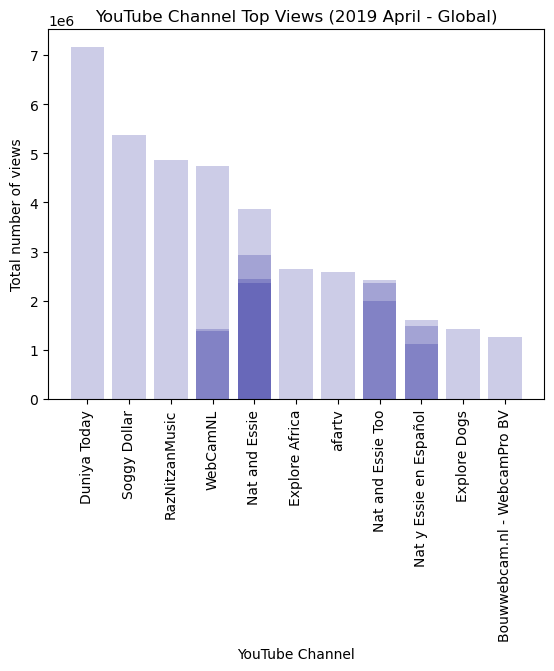 YouTube Channel Top Views (2019 April - Global)
1e6
Total number of views
7
6
5
4
3
2
1
0
Duniya Today
Soggy Dollar
RazNitzanMusic
WebCamNL
Nat and Essie
Explore Africa
afartv
Nat and Essie Too
Nat y Essie en Español
Explore Dogs
Bouwwebcam.nl - WebcamPro BV
YouTube Channel